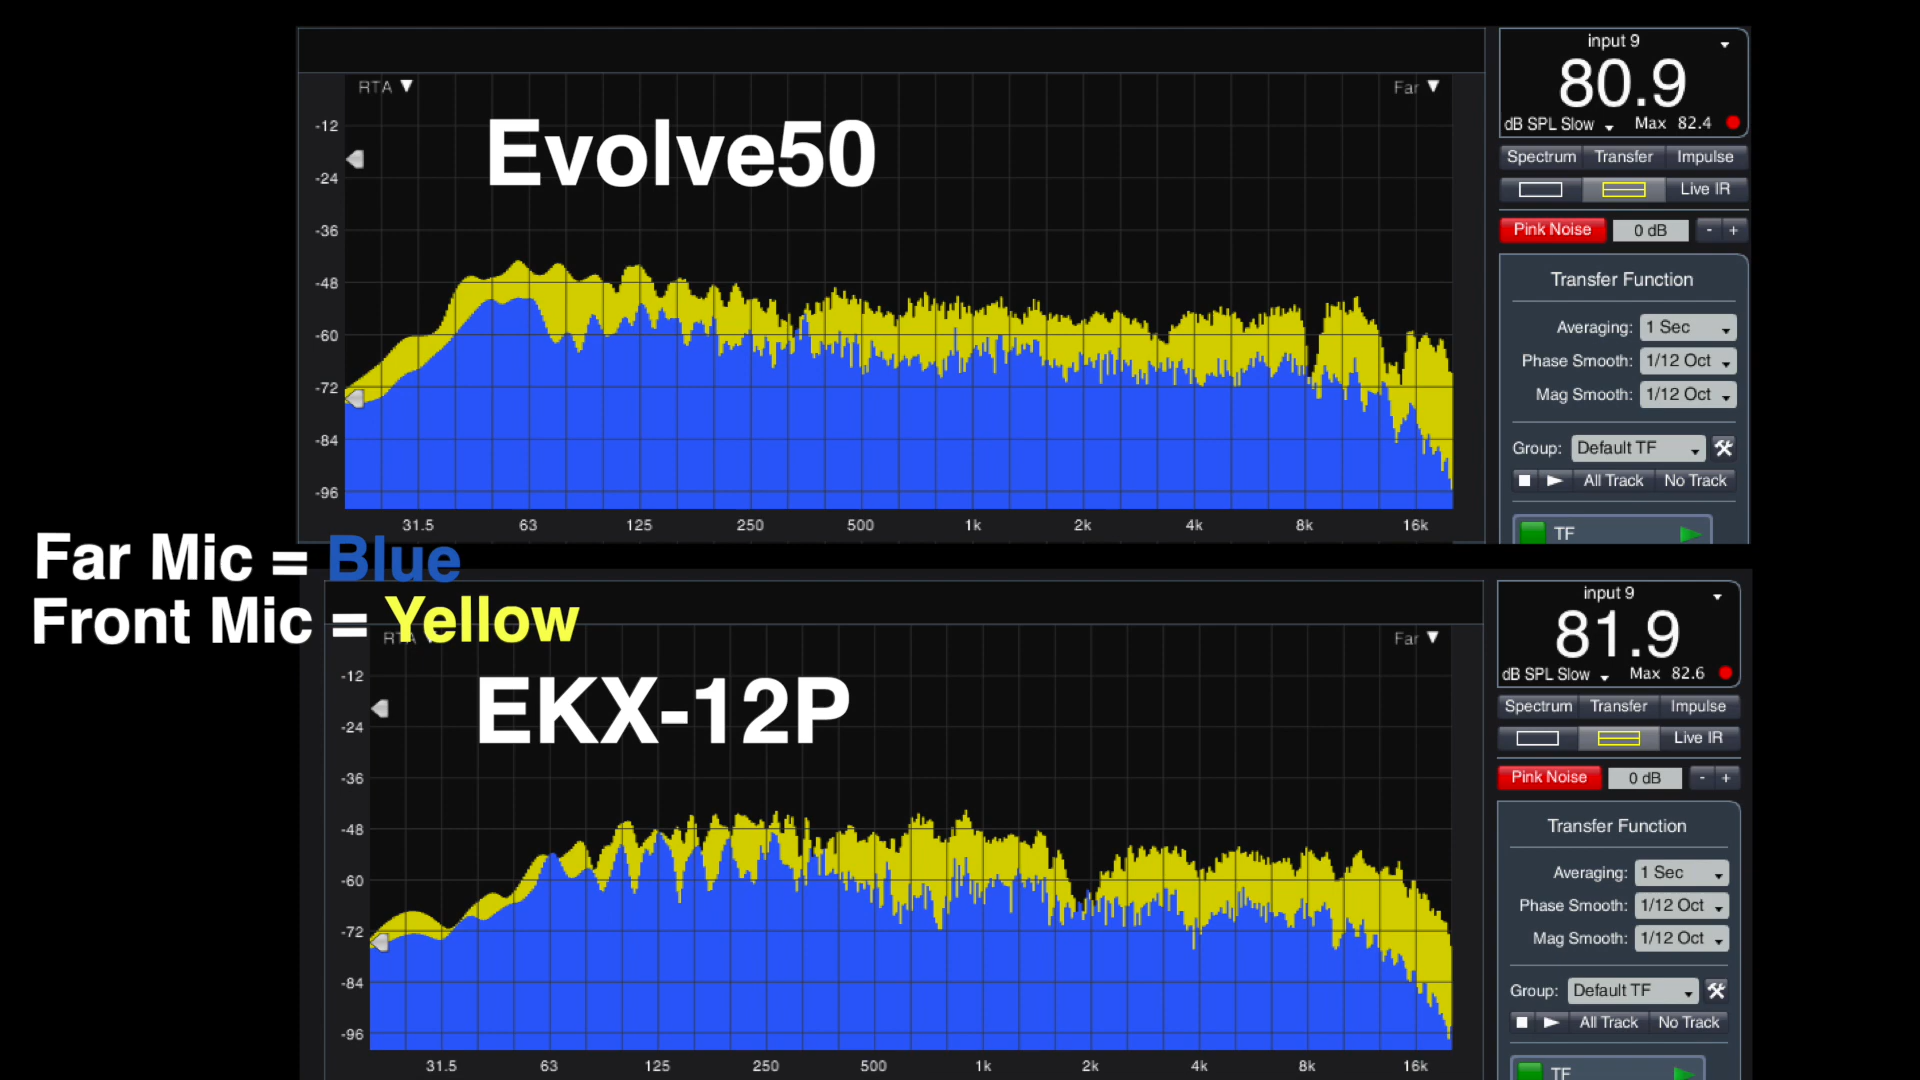 input 9
80.9
dB SPL Slow Max 82.4
RTA Far
Evolve50
-12
-24
-36
-48
-60
-72
-84
-96
31.5 63 125 250 500 1k 2k 4k 8k 16k
Spectrum Transfer Impulse
Live IR
Pink Noise 0 dB - +
Transfer Function
Averaging: 1 Sec
Phase Smooth: 1/12 Oct
Mag Smooth: 1/12 Oct
Group: Default TF
All Track No Track
TF
Far Mic = Blue
Front Mic = Yellow
input 9
81.9
dB SPL Slow Max 82.6
RTA Far
EKX-12P
-12
-24
-36
-48
-60
-72
-84
-96
31.5 63 125 250 500 1k 2k 4k 8k 16k
Spectrum Transfer Impulse
Live IR
Pink Noise 0 dB - +
Transfer Function
Averaging: 1 Sec
Phase Smooth: 1/12 Oct
Mag Smooth: 1/12 Oct
Group: Default TF
All Track No Track
TF